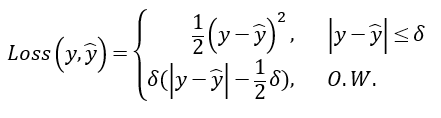 Loss(y, ŷ) = { ½(y − ŷ)², |y − ŷ| ≤ δ
δ(|y − ŷ| − ½δ), O.W.